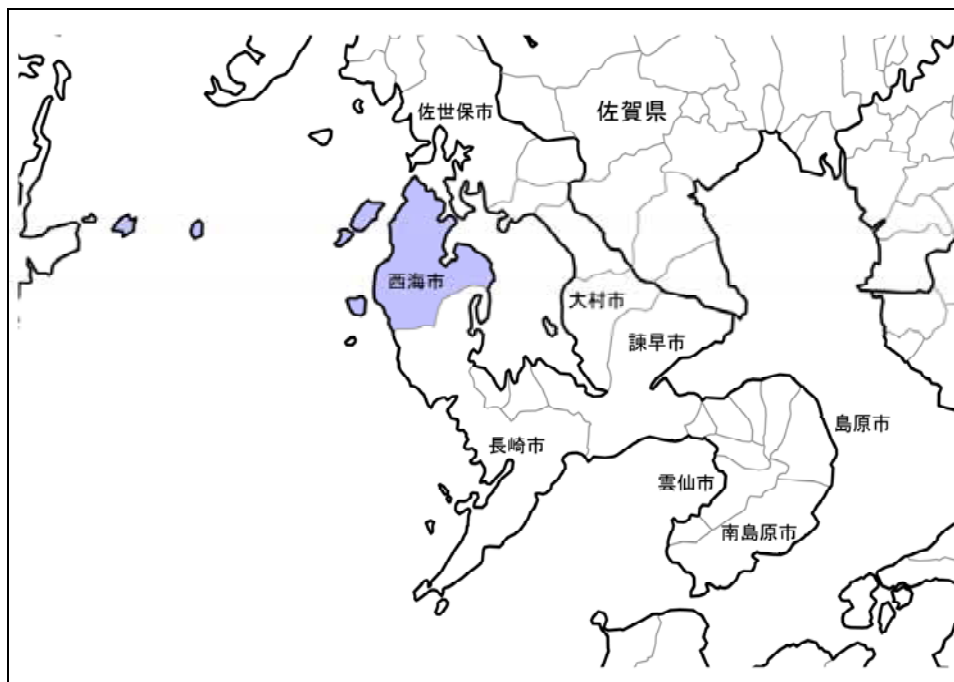 佐世保市
佐賀県
西海市
大村市
諫早市
島原市
長崎市
雲仙市
南島原市